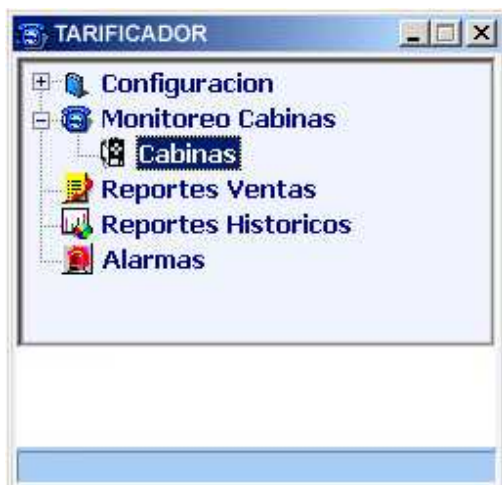 TARIFICADOR
Configuracion
Monitoreo Cabinas
Cabinas
Reportes Ventas
Reportes Historicos
Alarmas